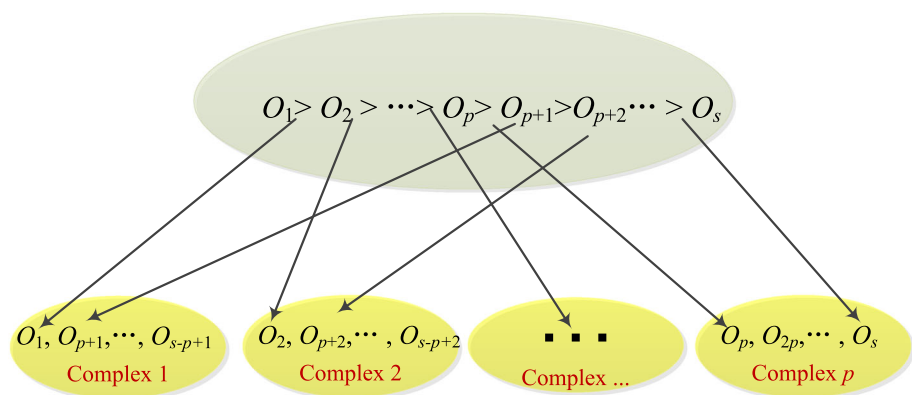 O₁> O₂ > ···> Oₚ> Oₚ₊₁>Oₚ₊₂··· > Oₛ
O₁, Oₚ₊₁,···, Oₛ₋ₚ₊₁
Complex 1
O₂, Oₚ₊₂,··· , Oₛ₋ₚ₊₂
Complex 2
▪ ▪ ▪
Complex ...
Oₚ, O₂ₚ,··· , Oₛ
Complex p